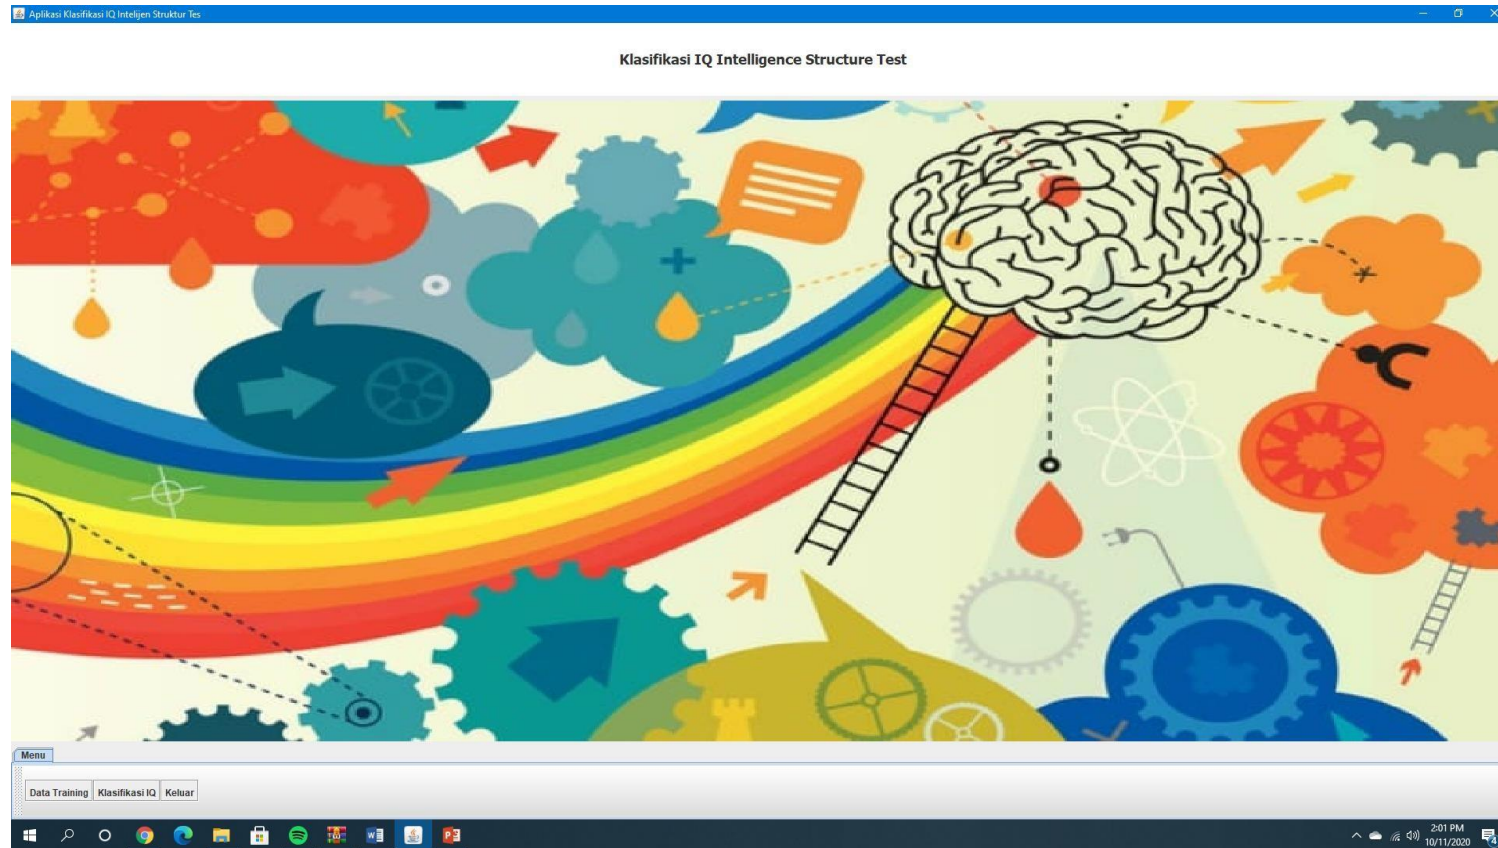 Aplikasi Klasifikasi IQ Intelijen Struktur Tes
Klasifikasi IQ Intelligence Structure Test
Menu
Data Training Klasifikasi IQ Keluar
2:01 PM
10/11/2020